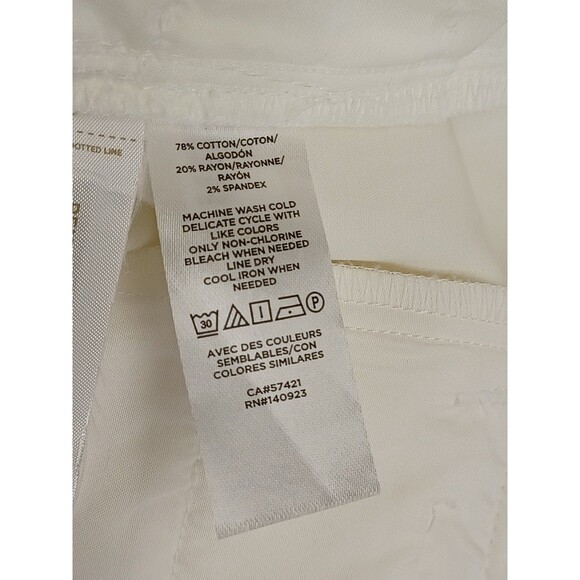 DOTTED LINE
78% COTTON/COTON/
ALGODÓN
20% RAYON/RAYONNE/
RAYÓN
2% SPANDEX
MACHINE WASH COLD
DELICATE CYCLE WITH
LIKE COLORS
ONLY NON-CHLORINE
BLEACH WHEN NEEDED
LINE DRY
COOL IRON WHEN
NEEDED
30 P
AVEC DES COULEURS
SEMBLABLES/CON
COLORES SIMILARES
CA#57421
RN#140923